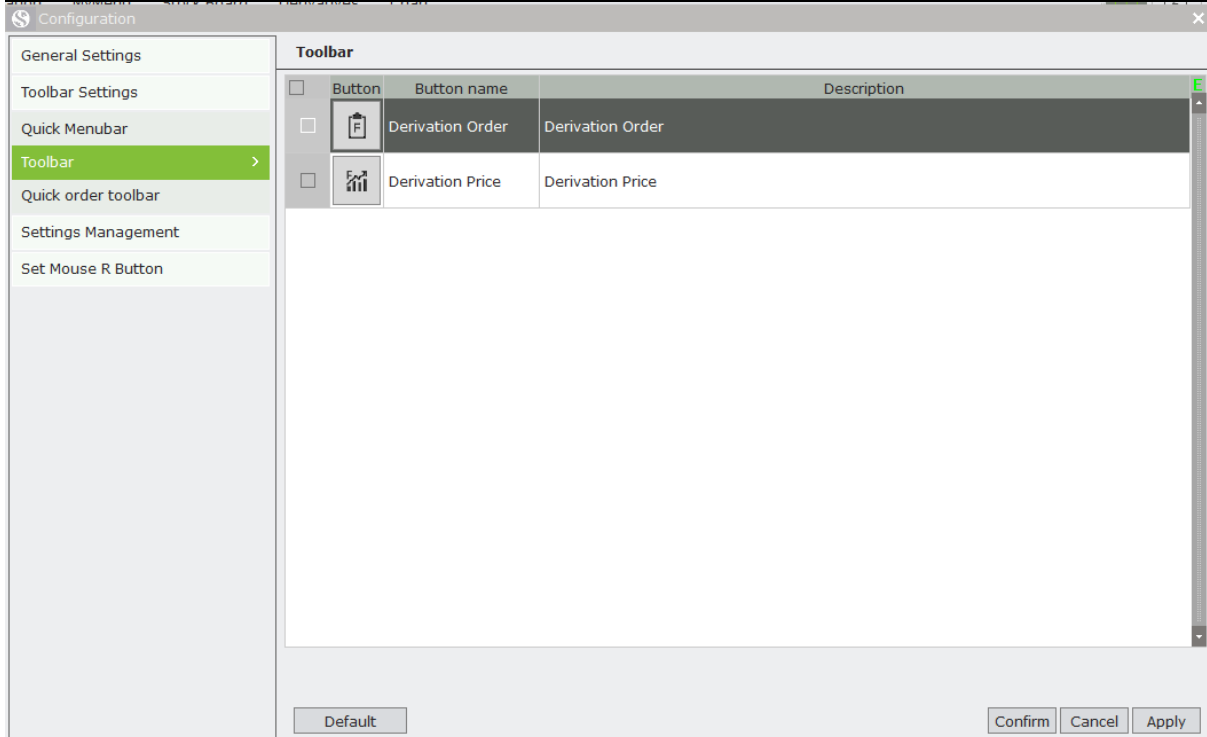 Configuration
General Settings
Toolbar Settings
Quick Menubar
Toolbar
Quick order toolbar
Settings Management
Set Mouse R Button
Toolbar
Button Button name Description E
F Derivation Order Derivation Order
F Derivation Price Derivation Price
Default Confirm Cancel Apply